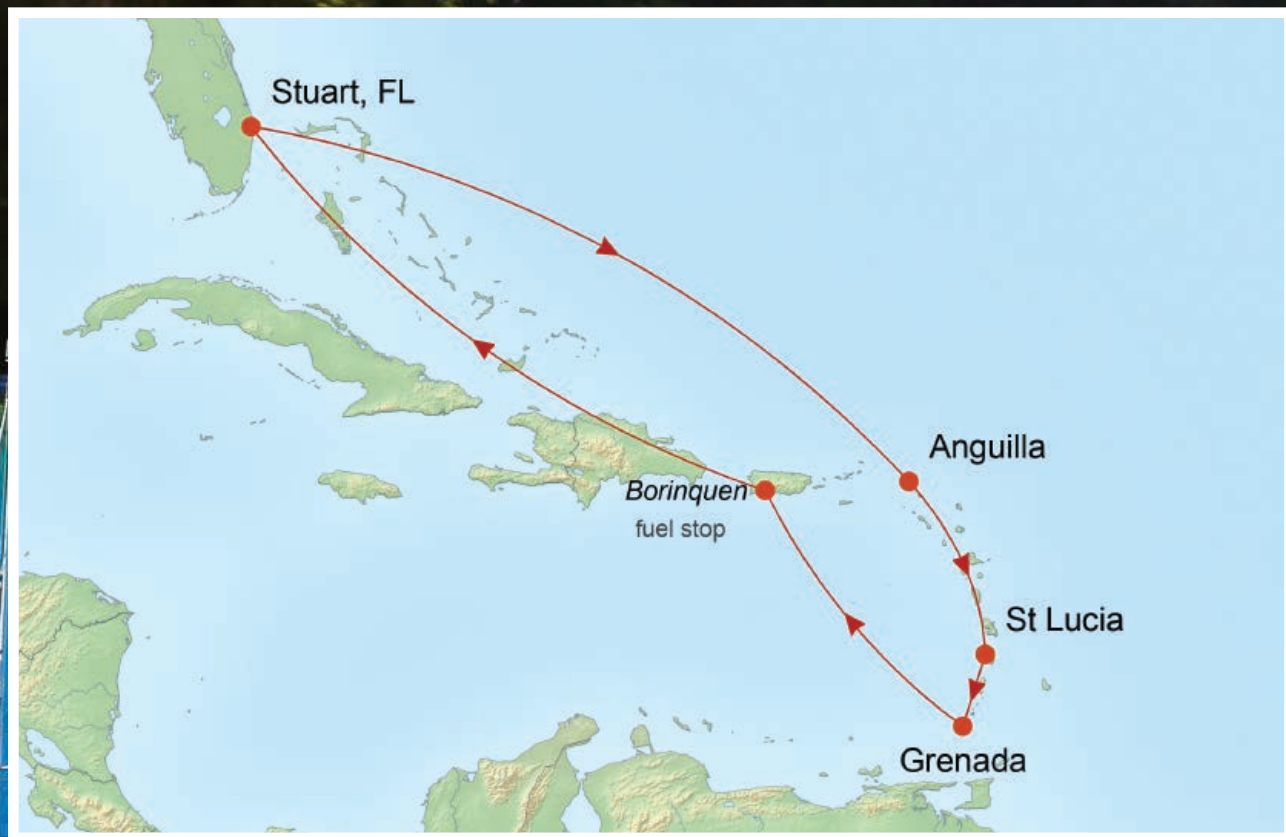 Stuart, FL
Anguilla
Borinquen
fuel stop
St Lucia
Grenada